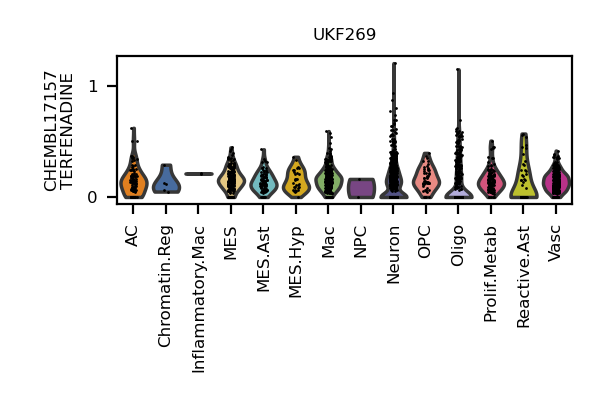 UKF269
CHEMBL17157
TERFENADINE
1
0
AC
Chromatin.Reg
Inflammatory.Mac
MES
MES.Ast
MES.Hyp
Mac
NPC
Neuron
OPC
Oligo
Prolif.Metab
Reactive.Ast
Vasc